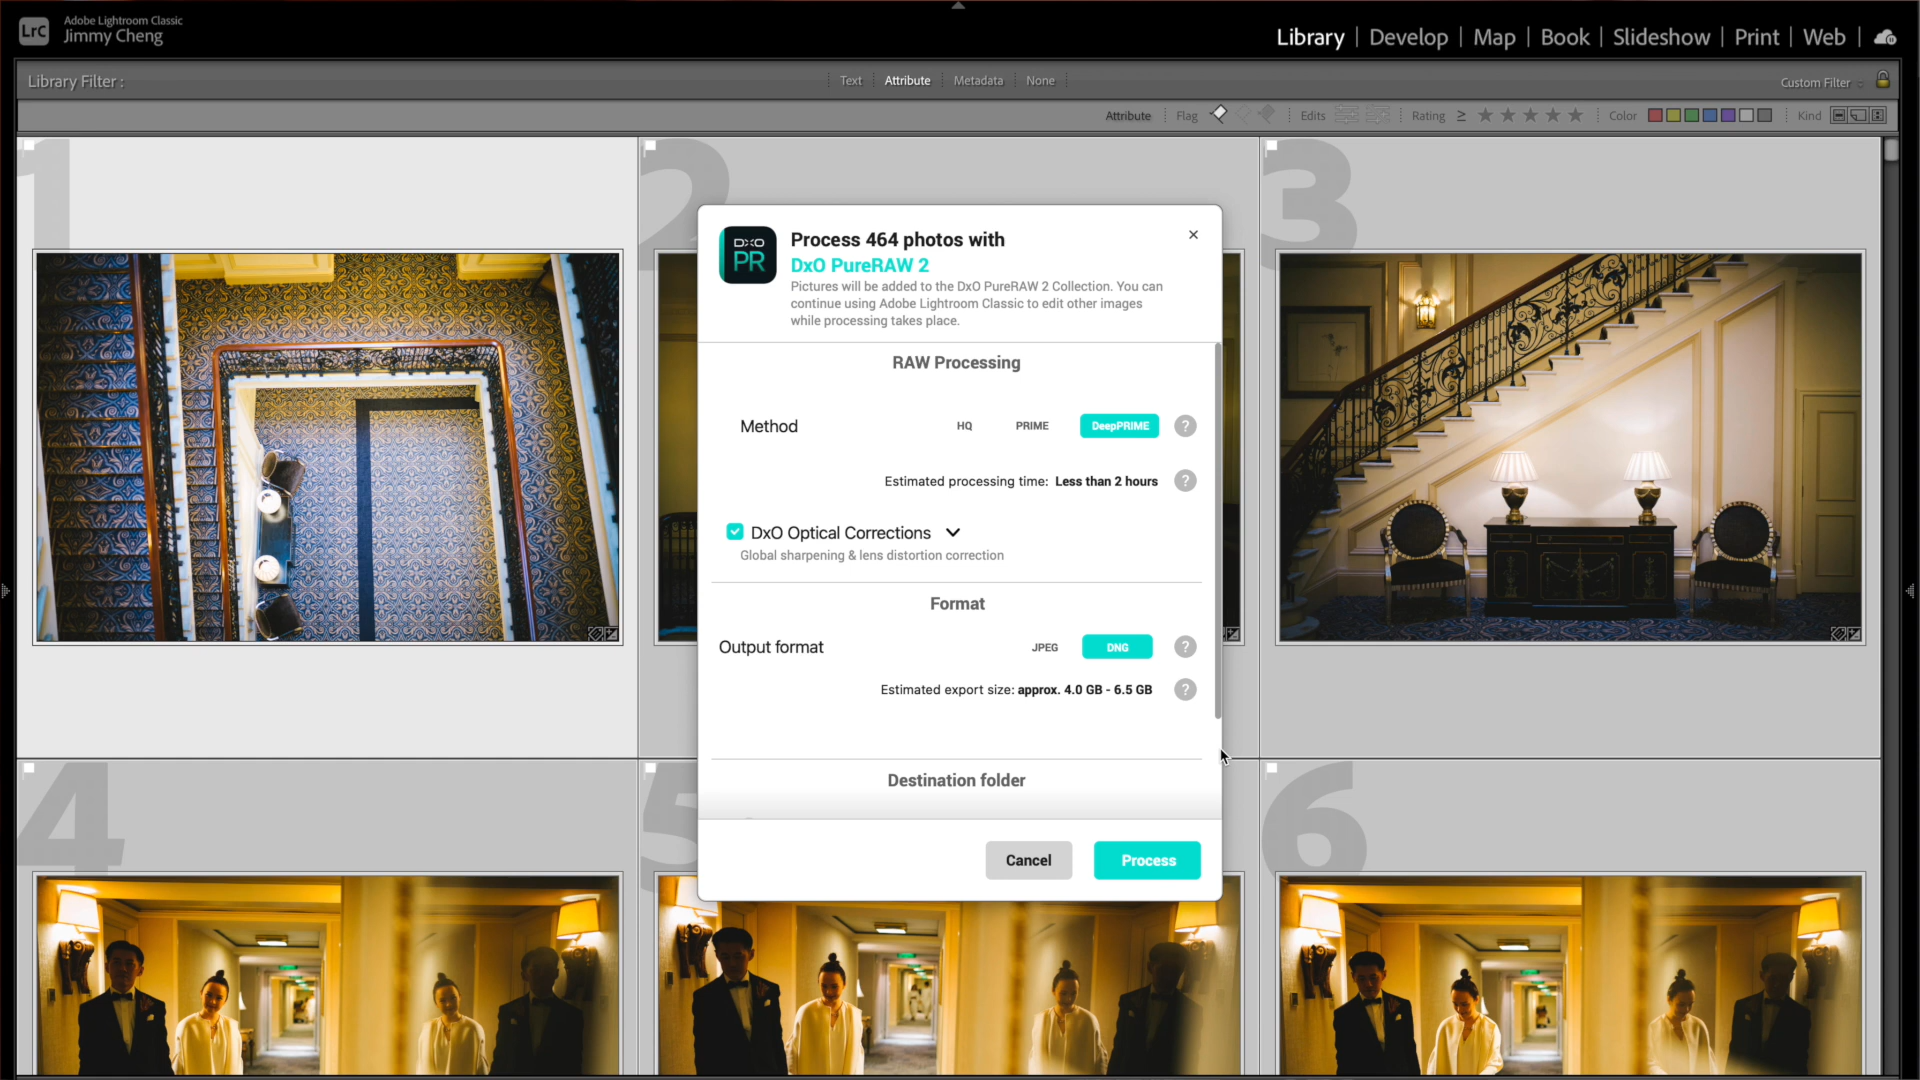 LrC
Adobe Lightroom Classic
Jimmy Cheng
Library | Develop | Map | Book | Slideshow | Print | Web |
Library Filter :
Text Attribute Metadata None
Custom Filter
Attribute Flag Edits Rating ≥ Color Kind
1
2
3
DXO
PR
Process 464 photos with
DxO PureRAW 2
Pictures will be added to the DxO PureRAW 2 Collection. You can
continue using Adobe Lightroom Classic to edit other images
while processing takes place.
RAW Processing
Method HQ PRIME DeepPRIME ?
Estimated processing time: Less than 2 hours ?
DxO Optical Corrections
Global sharpening & lens distortion correction
Format
Output format JPEG DNG ?
Estimated export size: approx. 4.0 GB - 6.5 GB ?
Destination folder
Cancel Process
4
5
6